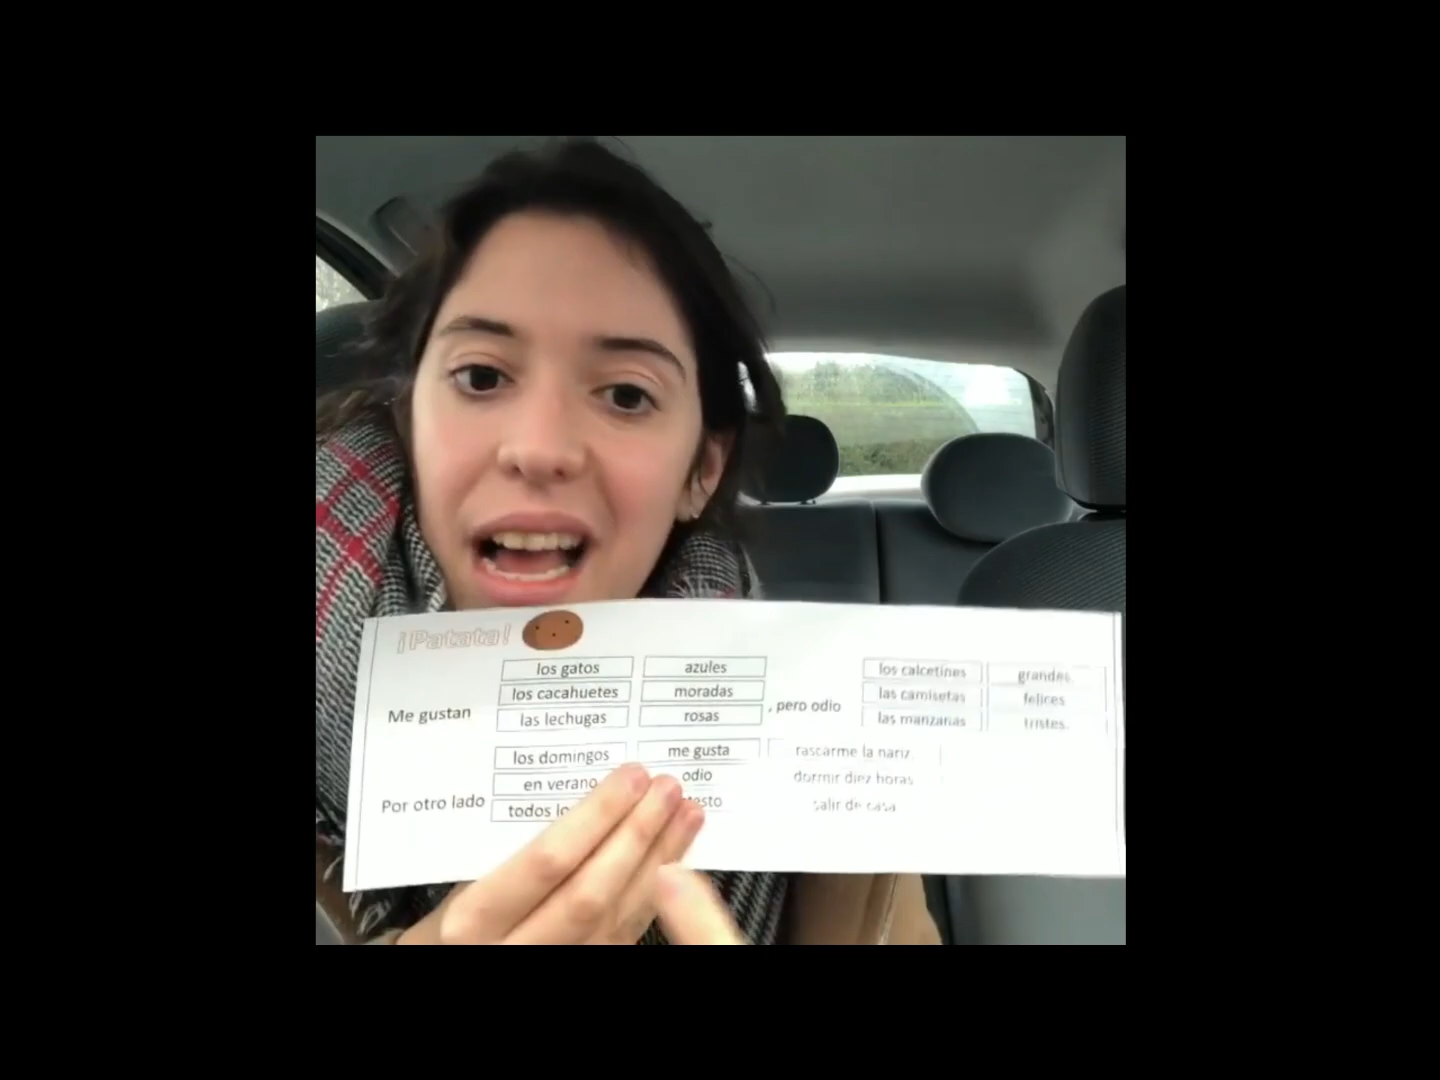 ¡Patata!
los gatos azules los calcetines grandes.
los cacahuetes moradas las camisetas felices
Me gustan las lechugas rosas , pero odio las manzanas tristes.
los domingos me gusta rascarme la nariz.
en verano odio dormir diez horas
Por otro lado todos salir de casa